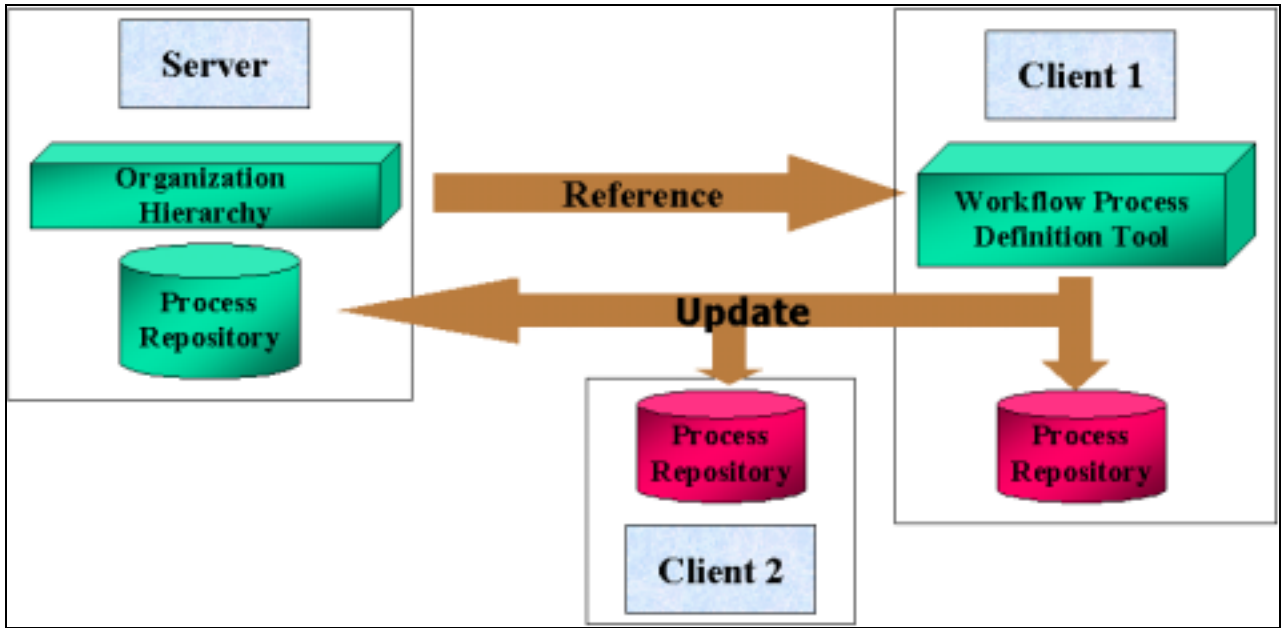 Server
Client 1
Organization
Hierarchy
Reference
Workflow Process
Definition Tool
Process
Repository
Update
Process
Repository
Process
Repository
Client 2